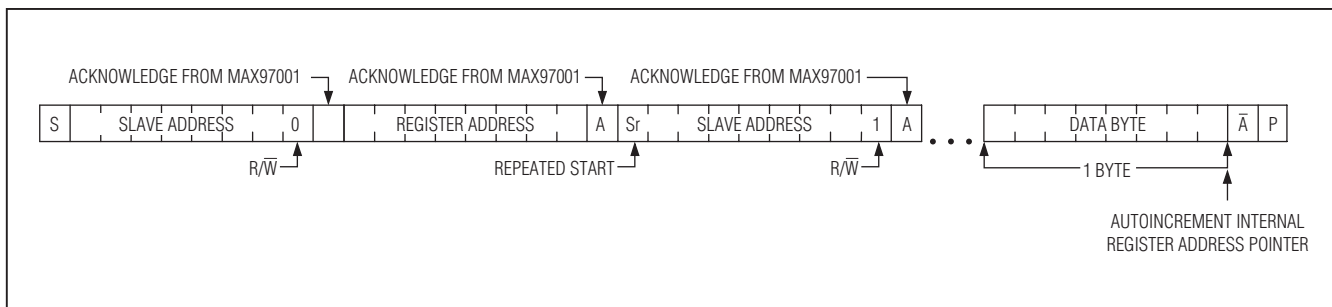 ACKNOWLEDGE FROM MAX97001 ACKNOWLEDGE FROM MAX97001 ACKNOWLEDGE FROM MAX97001
S SLAVE ADDRESS 0 REGISTER ADDRESS A Sr SLAVE ADDRESS 1 A ... DATA BYTE A̅ P
R/W̅ REPEATED START R/W̅ 1 BYTE
AUTOINCREMENT INTERNAL
REGISTER ADDRESS POINTER